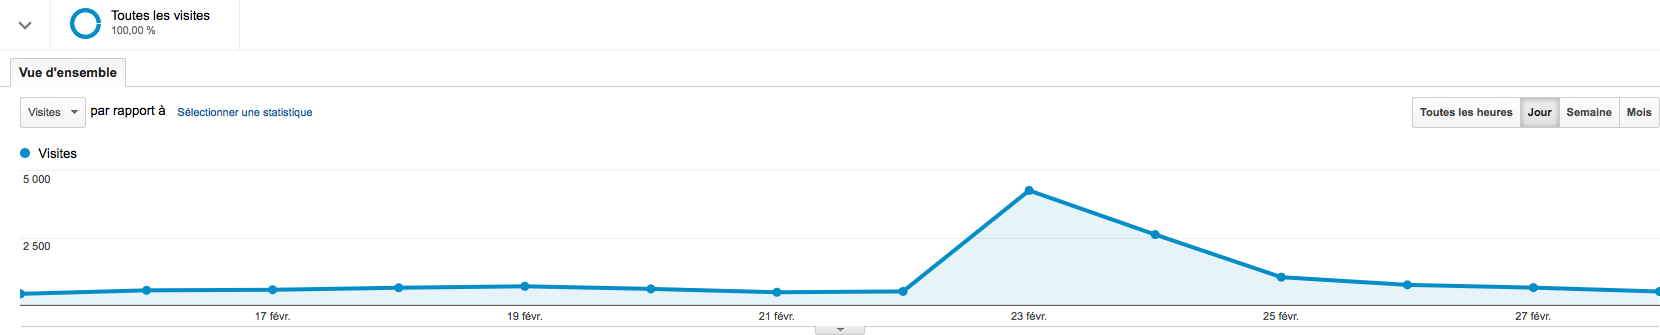 Toutes les visites
100,00 %
Vue d'ensemble
Visites par rapport à Sélectionner une statistique
Toutes les heures Jour Semaine Mois
Visites
5 000
2 500
17 févr. 19 févr. 21 févr. 23 févr. 25 févr. 27 févr.